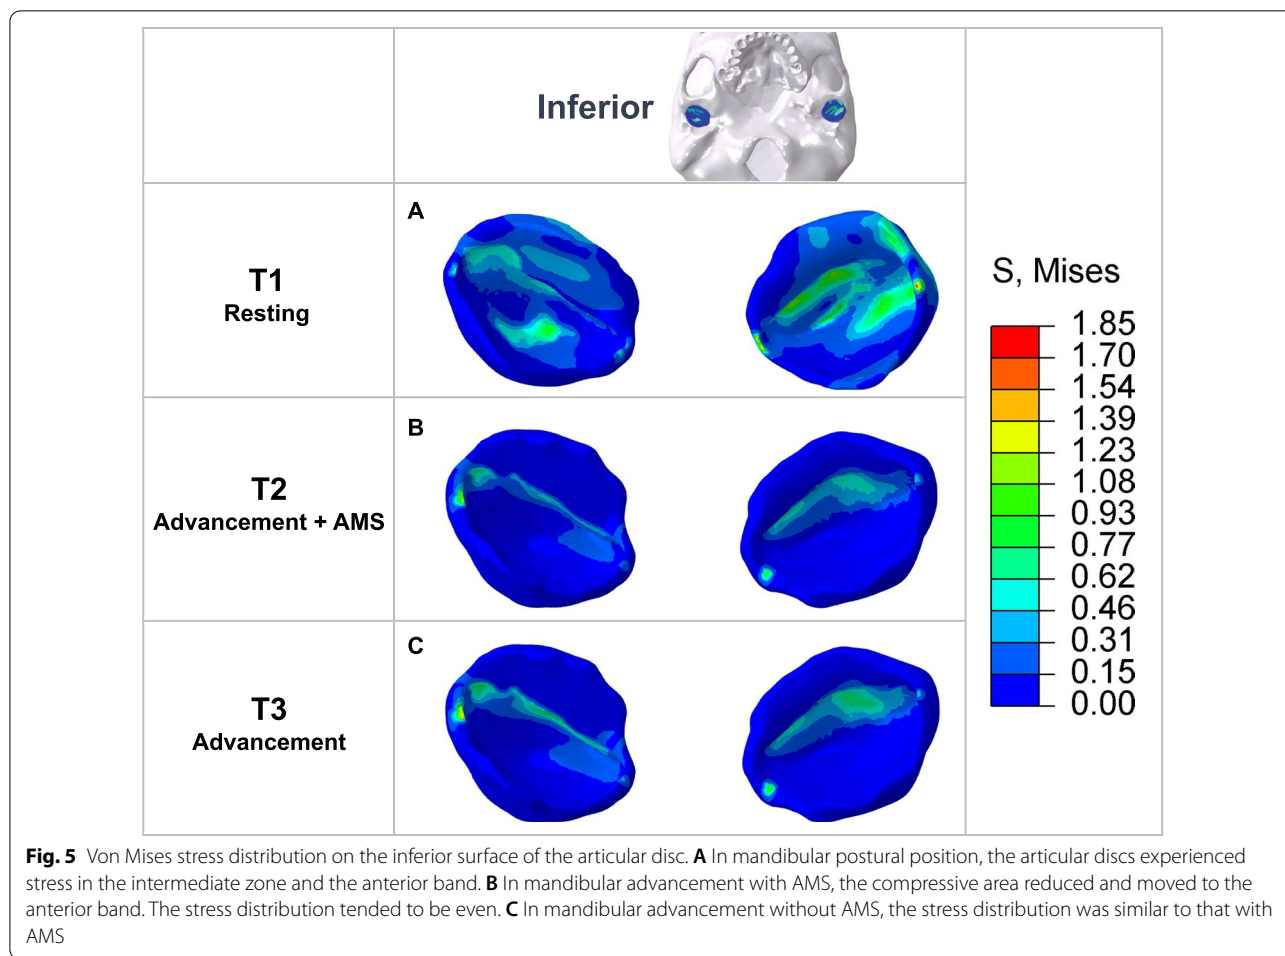 Inferior
A
T1
Resting
B
T2
Advancement + AMS
C
T3
Advancement
S, Mises
1.85
1.70
1.54
1.39
1.23
1.08
0.93
0.77
0.62
0.46
0.31
0.15
0.00
Fig. 5 Von Mises stress distribution on the inferior surface of the articular disc. A In mandibular postural position, the articular discs experienced
stress in the intermediate zone and the anterior band. B In mandibular advancement with AMS, the compressive area reduced and moved to the
anterior band. The stress distribution tended to be even. C In mandibular advancement without AMS, the stress distribution was similar to that with
AMS